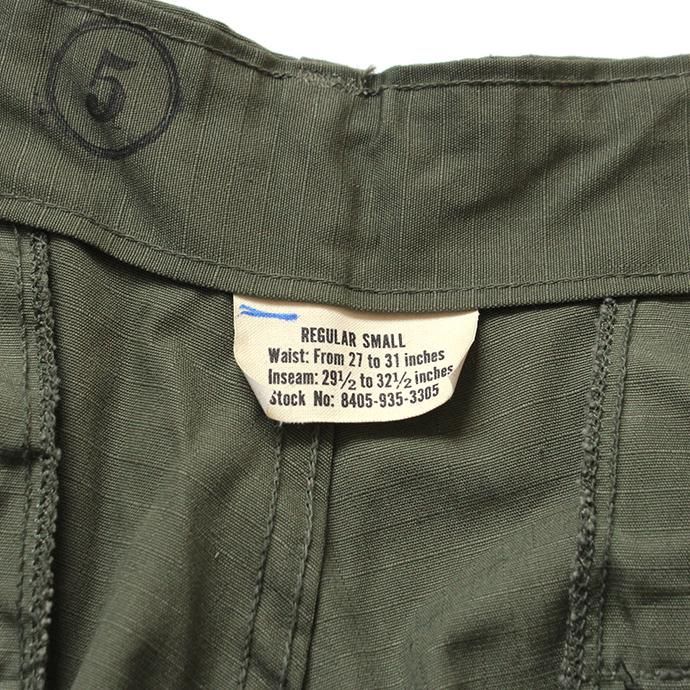 5
REGULAR SMALL
Waist: From 27 to 31 inches
Inseam: 29½ to 32½ inches
Stock No: 8405-935-3305